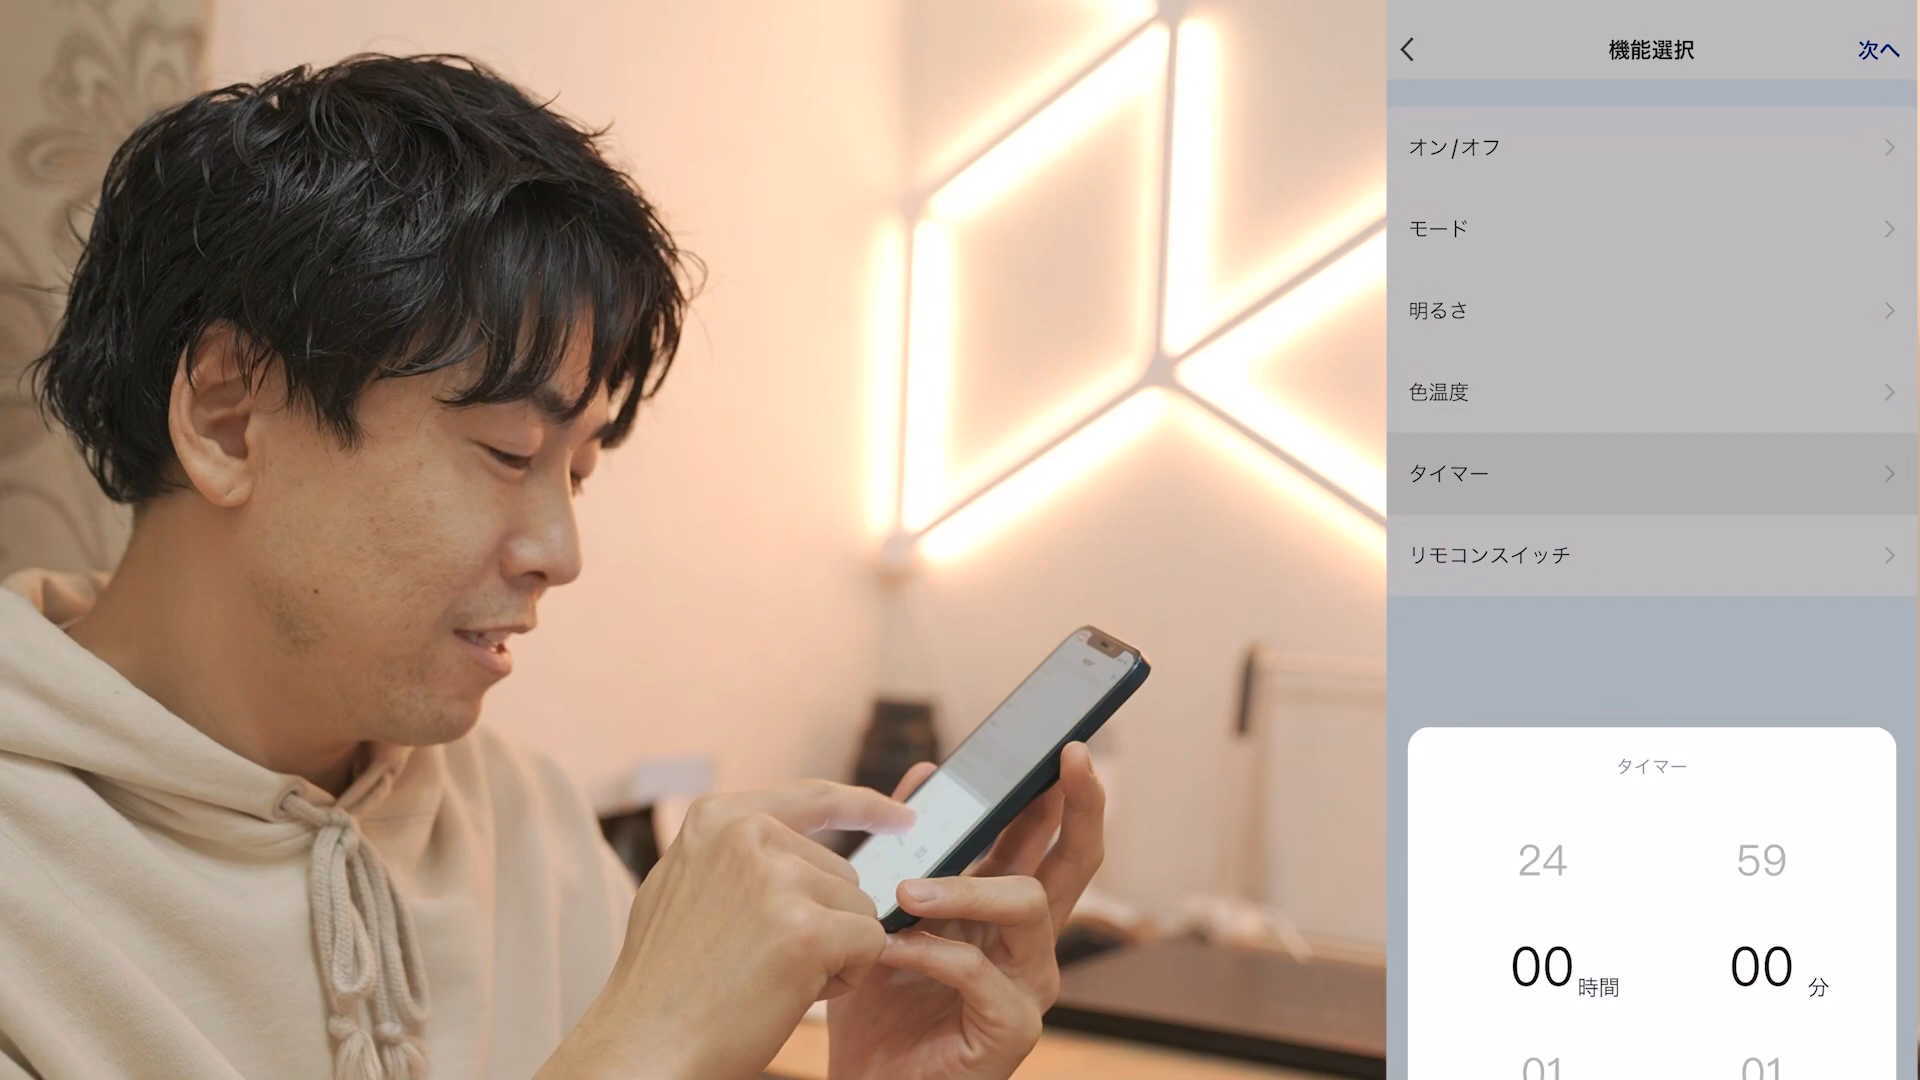 機能選択
次へ
オン/オフ
モード
明るさ
色温度
タイマー
リモコンスイッチ
タイマー
24 59
00 時間 00 分
01 01